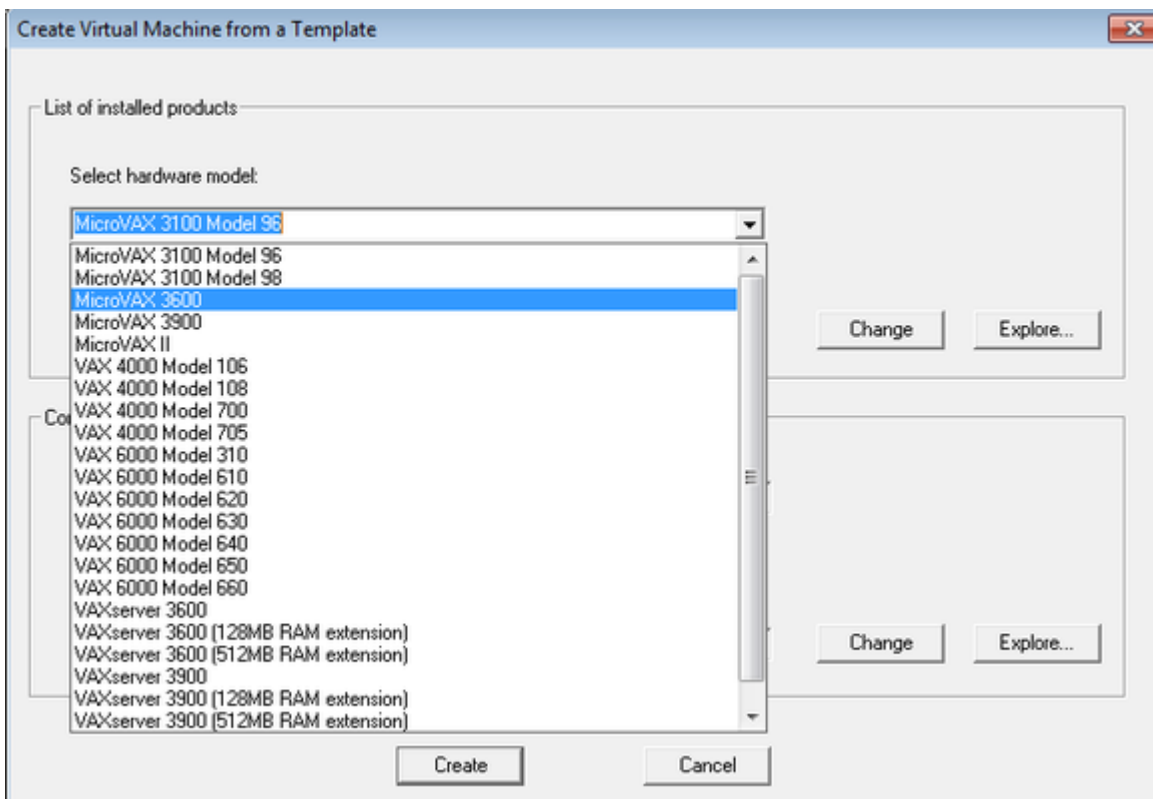 Create Virtual Machine from a Template
List of installed products
Select hardware model:
MicroVAX 3100 Model 96
MicroVAX 3100 Model 96
MicroVAX 3100 Model 98
MicroVAX 3600
MicroVAX 3900
MicroVAX II
VAX 4000 Model 106
VAX 4000 Model 108
VAX 4000 Model 700
VAX 4000 Model 705
VAX 6000 Model 310
VAX 6000 Model 610
VAX 6000 Model 620
VAX 6000 Model 630
VAX 6000 Model 640
VAX 6000 Model 650
VAX 6000 Model 660
VAXserver 3600
VAXserver 3600 (128MB RAM extension)
VAXserver 3600 (512MB RAM extension)
VAXserver 3900
VAXserver 3900 (128MB RAM extension)
VAXserver 3900 (512MB RAM extension)
Change Explore...
Change Explore...
Create Cancel